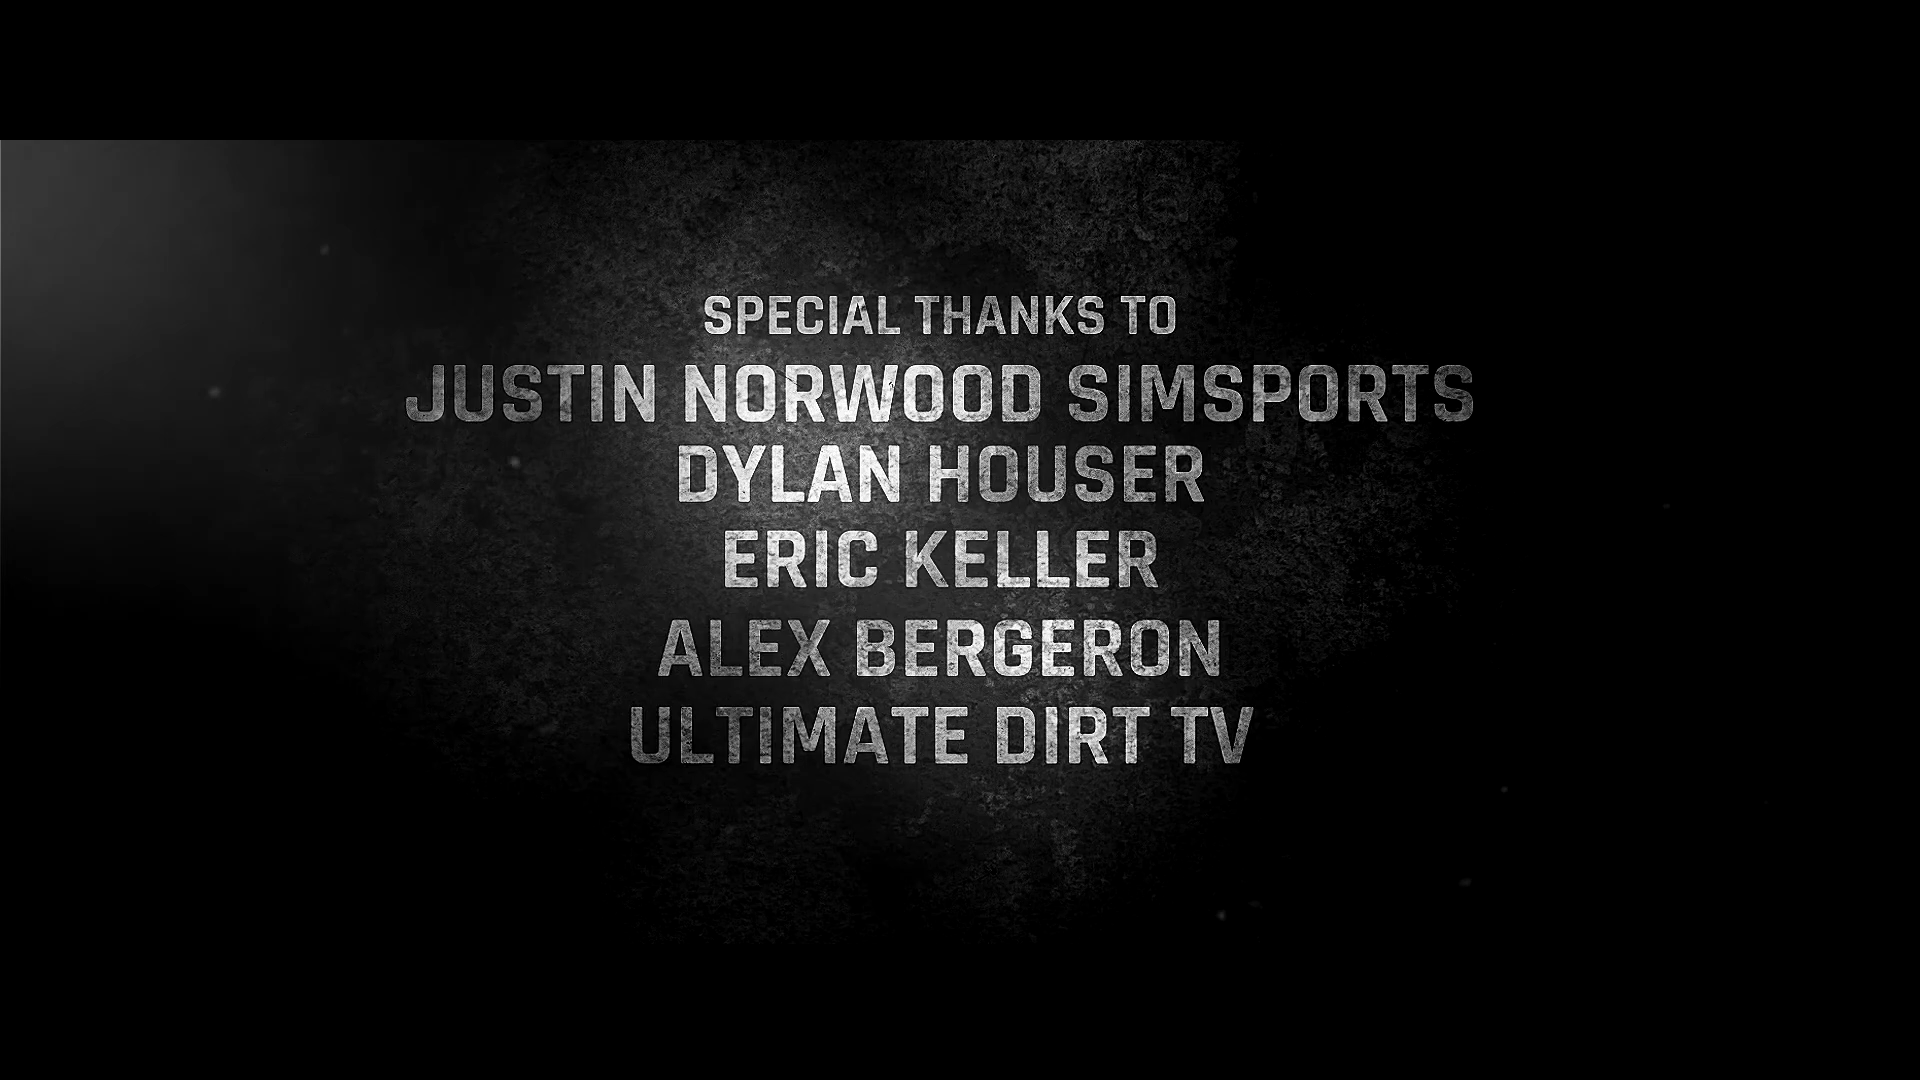 SPECIAL THANKS TO
JUSTIN NORWOOD SIMSPORTS
DYLAN HOUSER
ERIC KELLER
ALEX BERGERON
ULTIMATE DIRT TV